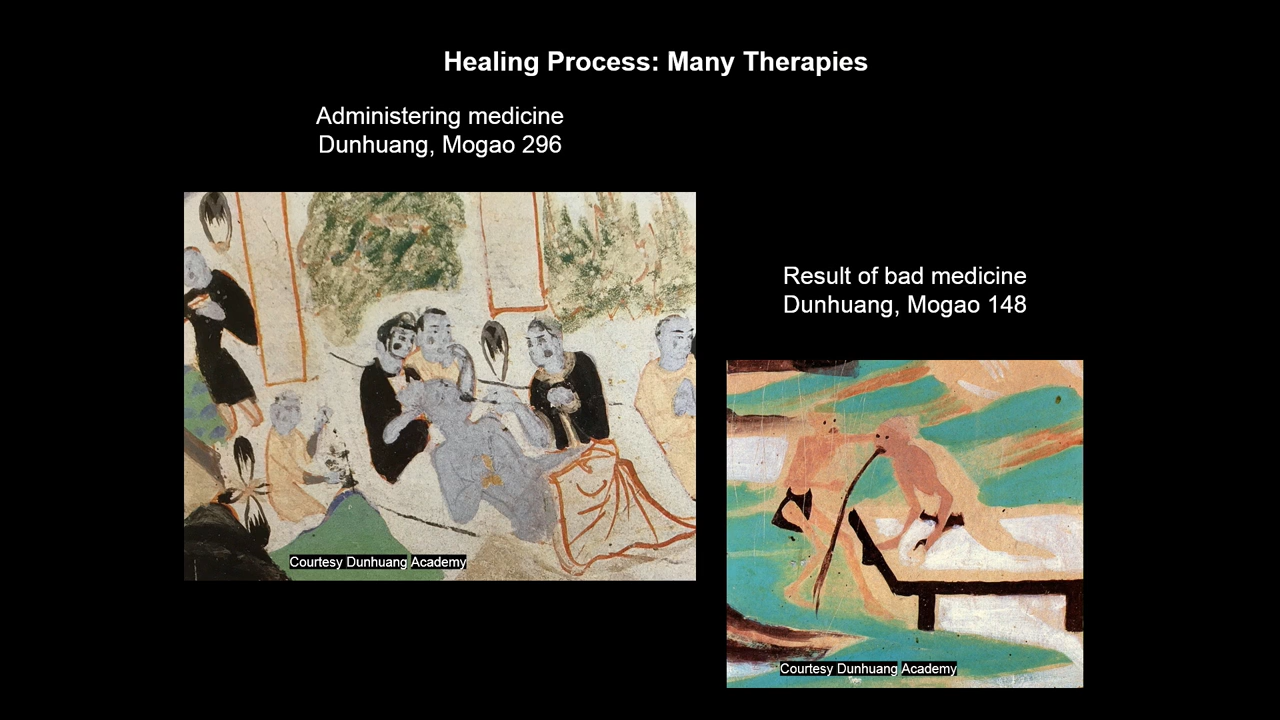 Healing Process: Many Therapies
Administering medicine
Dunhuang, Mogao 296
Result of bad medicine
Dunhuang, Mogao 148
Courtesy Dunhuang Academy
Courtesy Dunhuang Academy